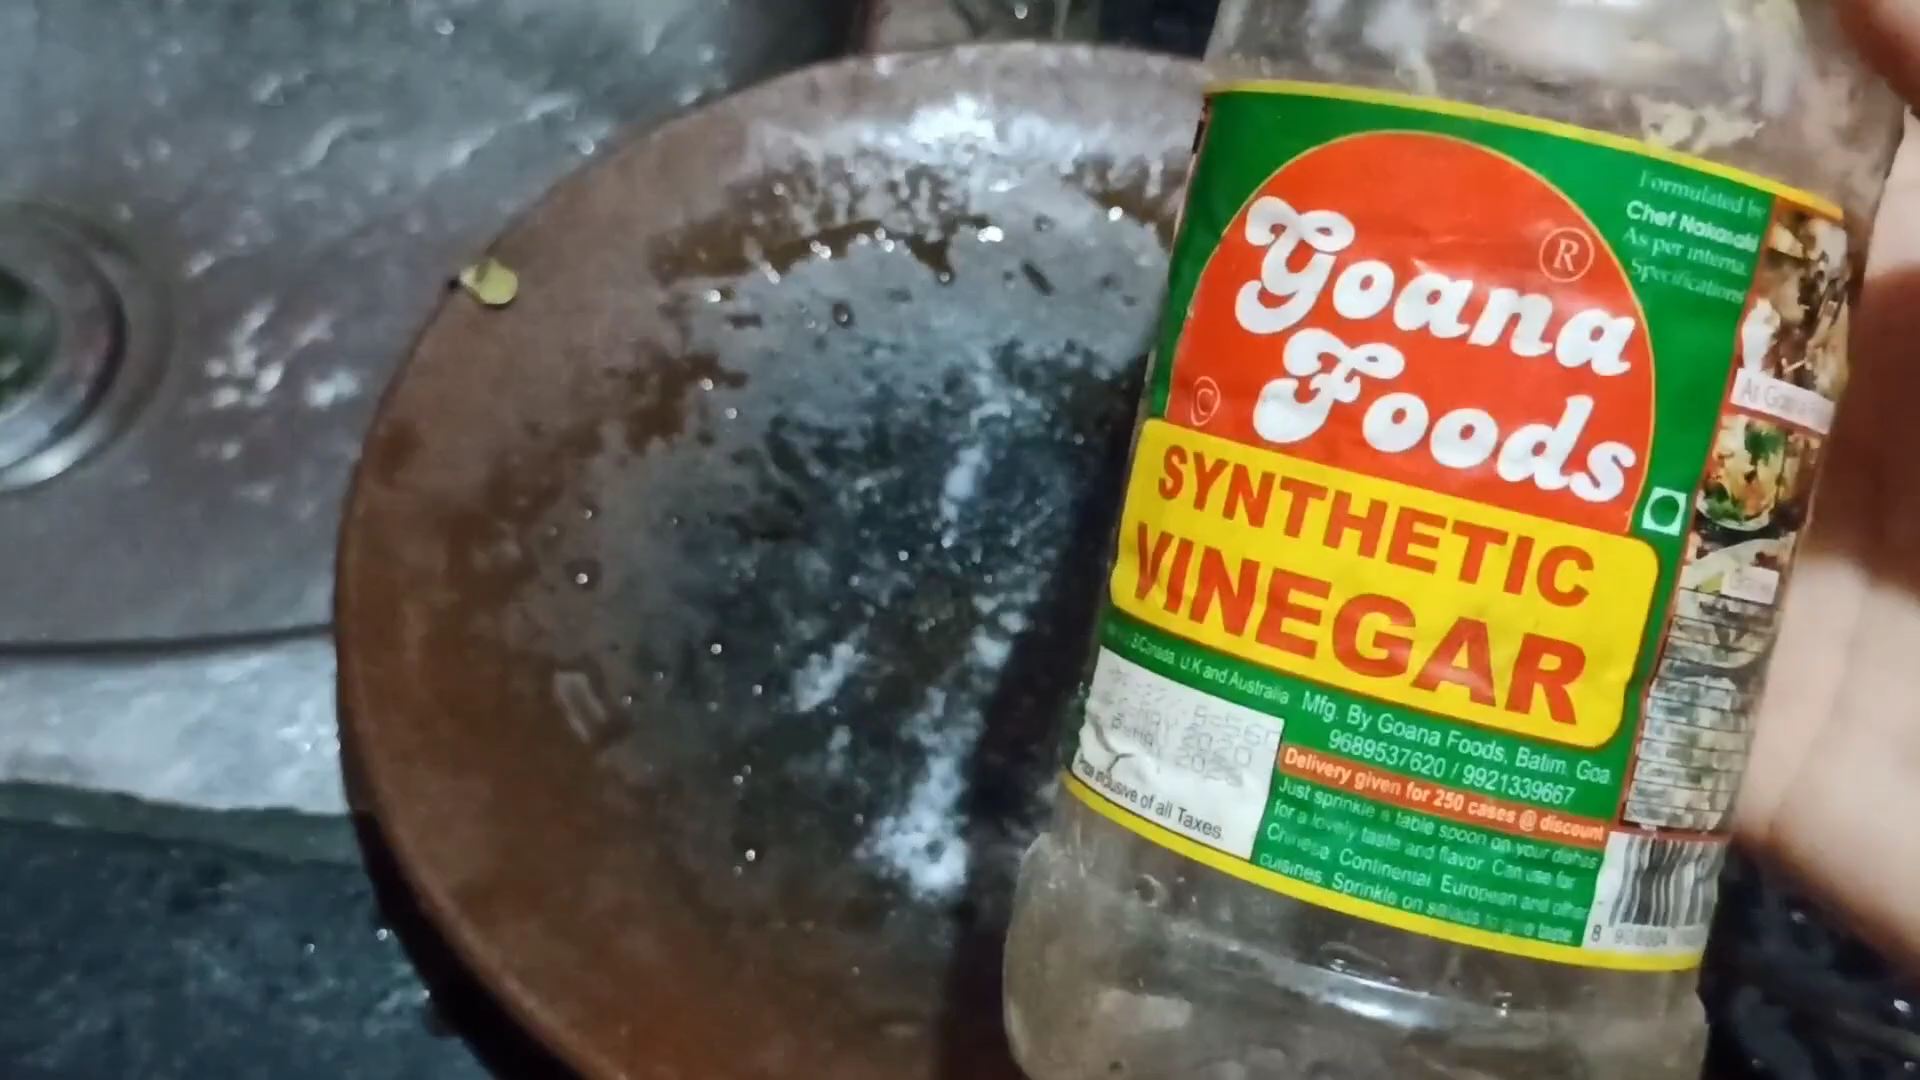 Formulated by
Chef Nakasaki
As per interna
Specifications
®
Goana
Foods
©
SYNTHETIC
VINEGAR
Canada, U.K and Australia
Mfg. By Goana Foods, Batim, Goa
9689537620 / 9921339667
Delivery given for 250 cases @ discount
Just sprinkle a table spoon on your dishes
for a lovely taste and flavor. Can use for
Chinese, Continental, European and other
cuisines. Sprinkle on salads to taste
2020
inclusive of all Taxes.